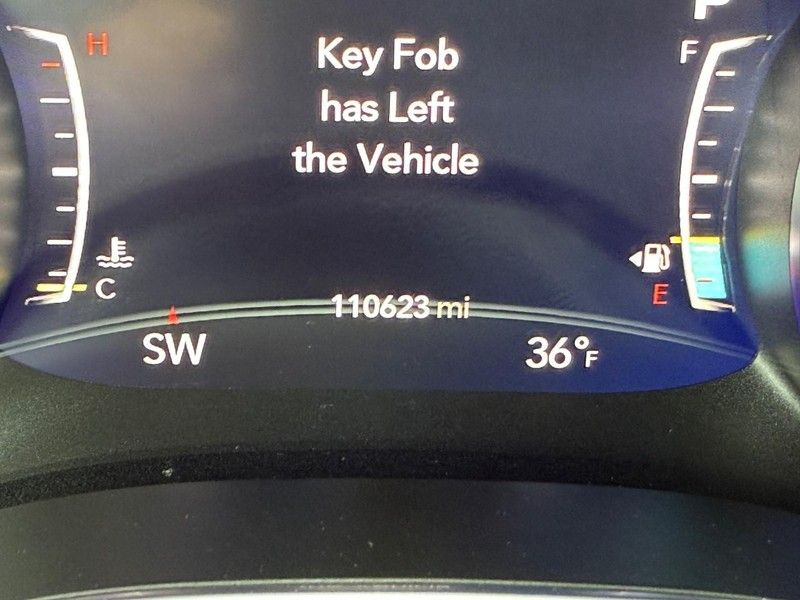 P
H
F
Key Fob
has Left
the Vehicle
C
E
110623 mi
SW
36°F